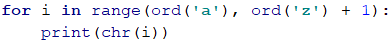 for i in range(ord('a'), ord('z') + 1):
    print(chr(i))